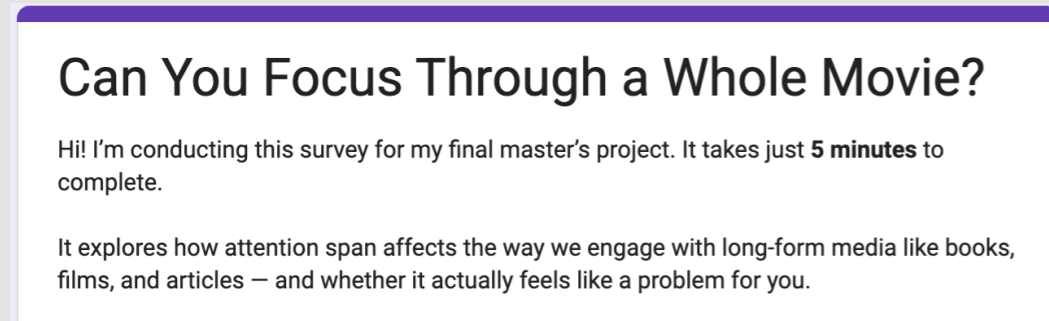 Can You Focus Through a Whole Movie?
Hi! I’m conducting this survey for my final master’s project. It takes just 5 minutes to
complete.
It explores how attention span affects the way we engage with long-form media like books,
films, and articles — and whether it actually feels like a problem for you.